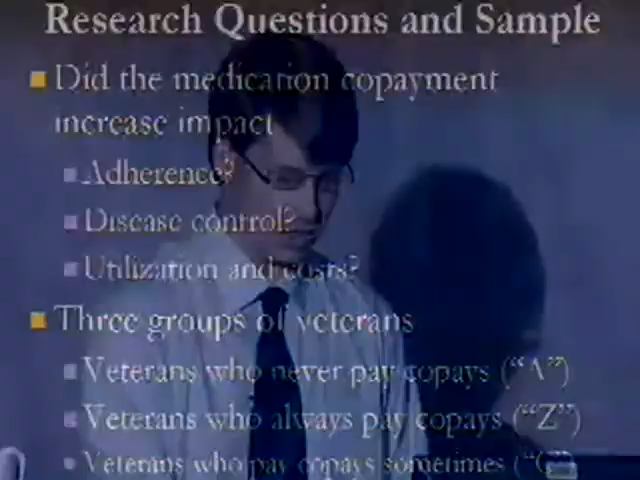 Research Questions and Sample
Did the medication copayment
increase impact
Adherence?
Disease control?
Utilization and costs?
Three groups of veterans
Veterans who never pay copays ("A")
Veterans who always pay copays ("Z")
Veterans who pay copays sometimes